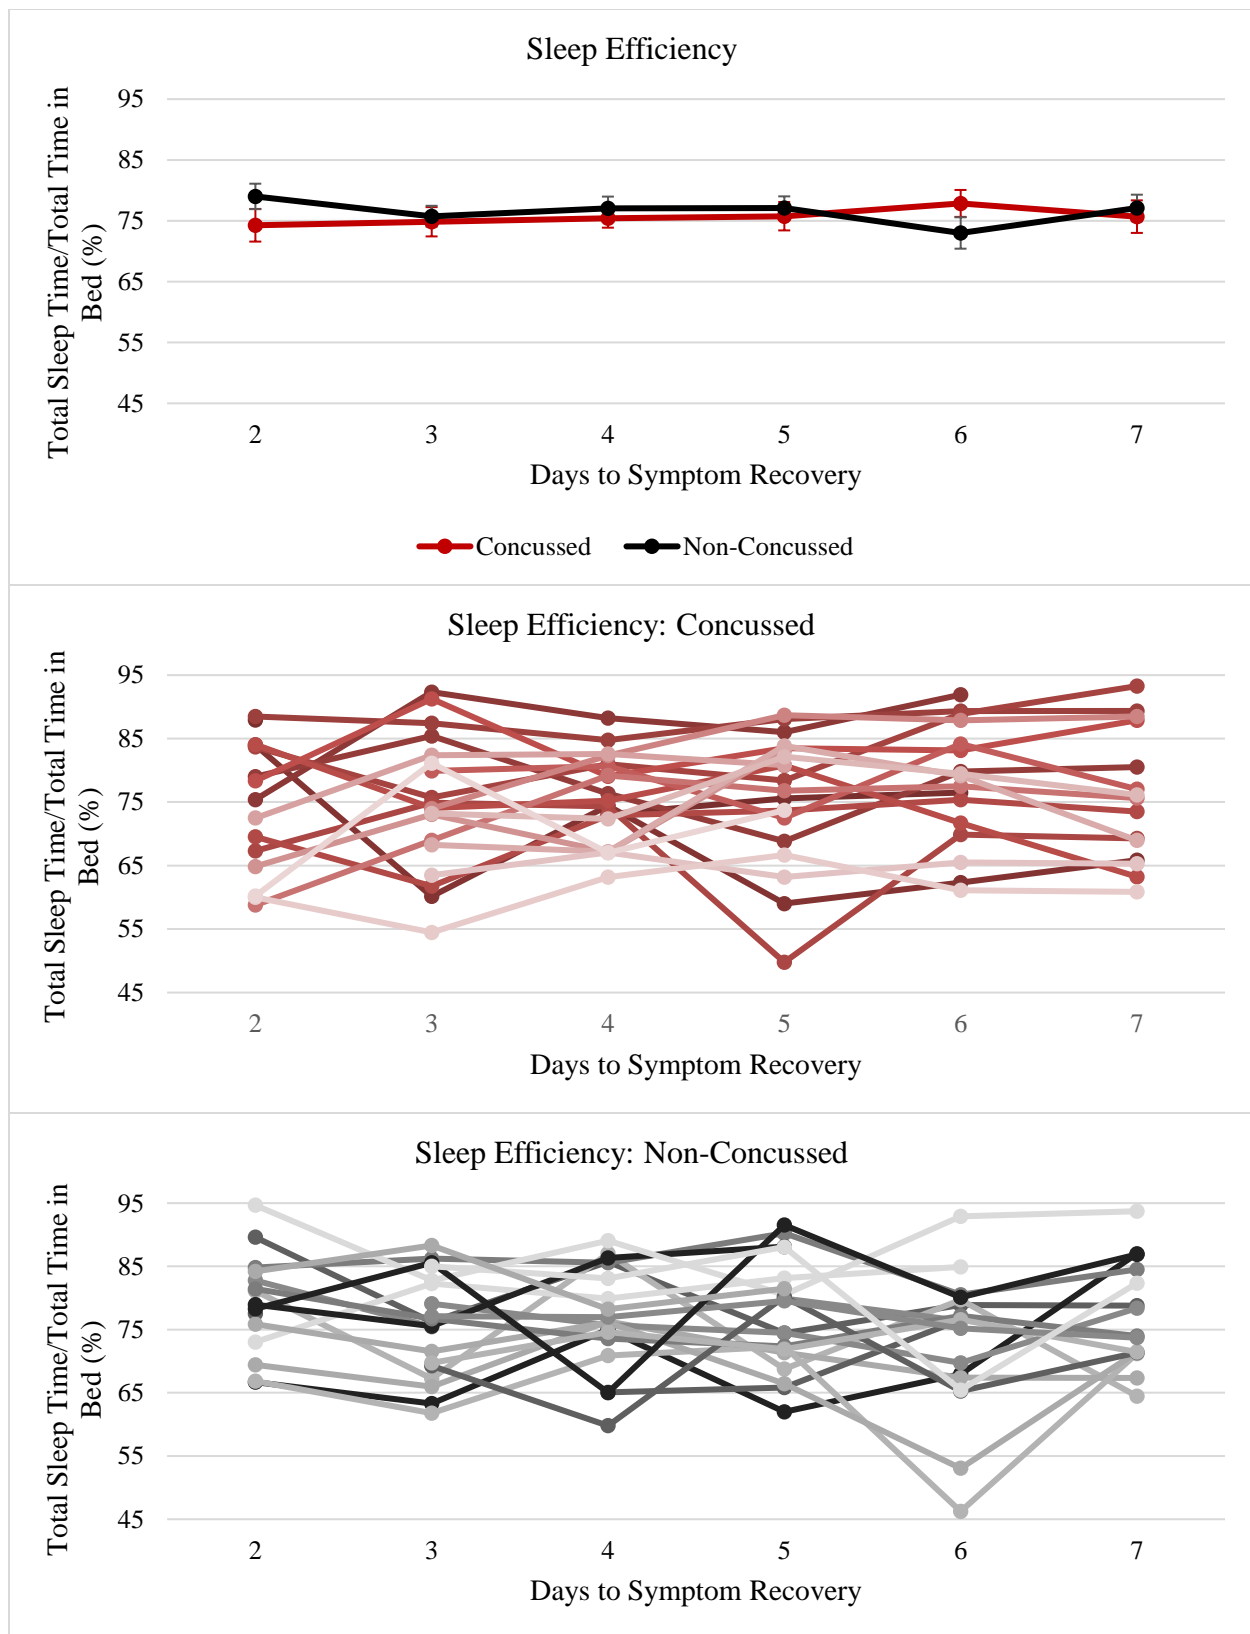 Sleep Efficiency
Total Sleep Time/Total Time in
Bed (%)
95
85
75
65
55
45
2 3 4 5 6 7
Days to Symptom Recovery
Concussed Non-Concussed
Sleep Efficiency: Concussed
Total Sleep Time/Total Time in
Bed (%)
95
85
75
65
55
45
2 3 4 5 6 7
Days to Symptom Recovery
Sleep Efficiency: Non-Concussed
Total Sleep Time/Total Time in
Bed (%)
95
85
75
65
55
45
2 3 4 5 6 7
Days to Symptom Recovery